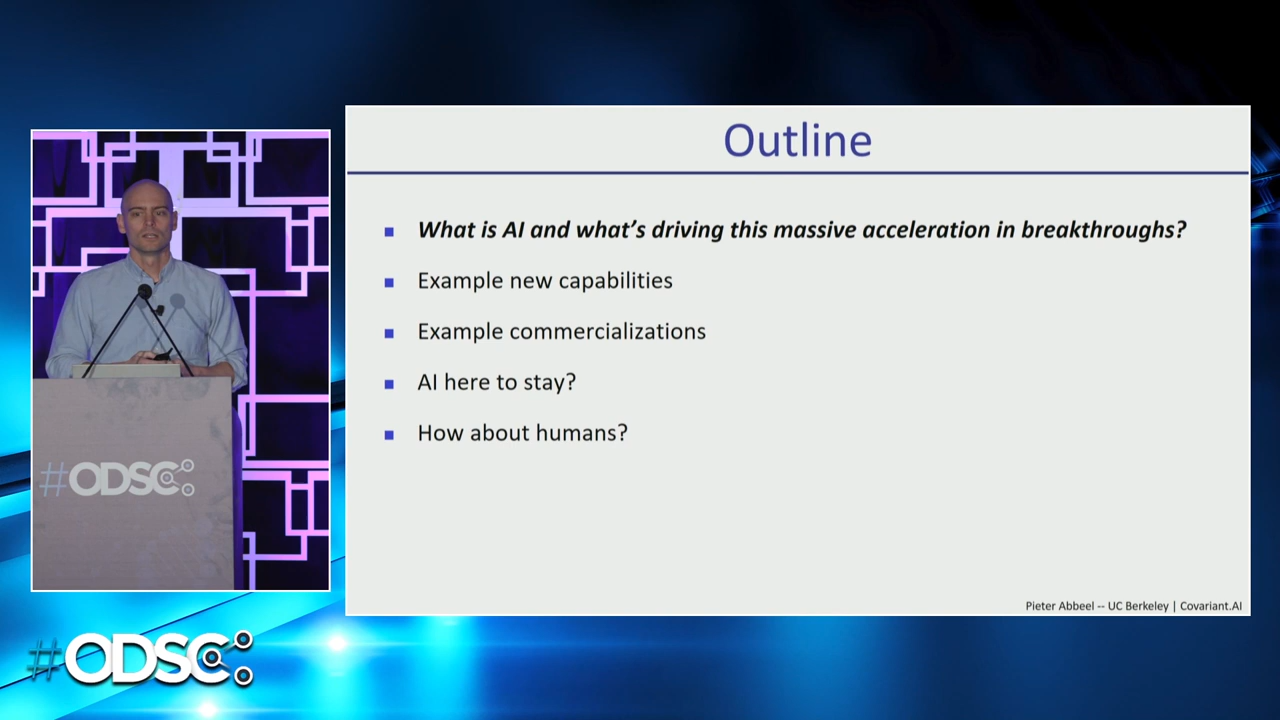 Outline
What is AI and what's driving this massive acceleration in breakthroughs?
Example new capabilities
Example commercializations
AI here to stay?
How about humans?
Pieter Abbeel -- UC Berkeley | Covariant.AI
#ODSC
#ODSC